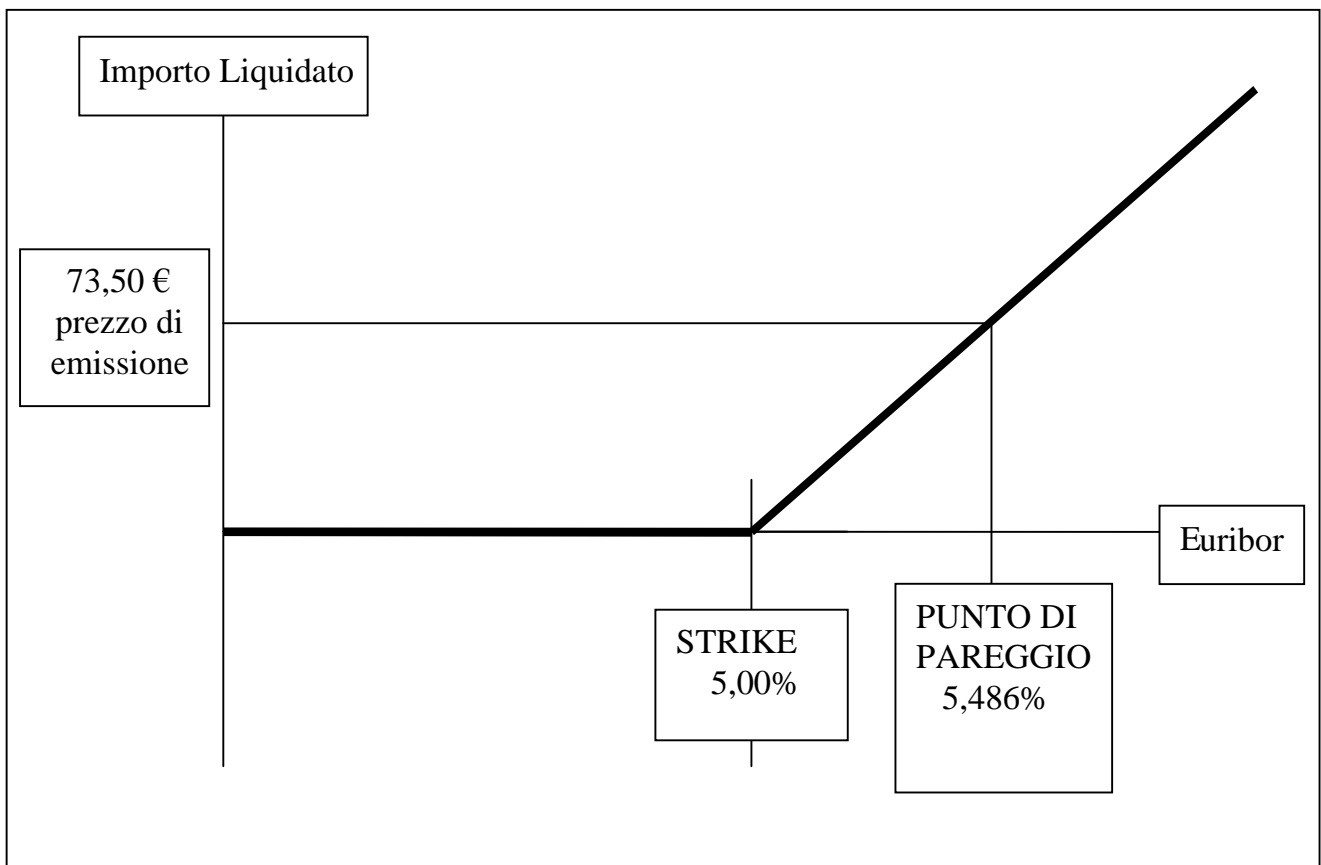 Importo Liquidato
73,50 €
prezzo di
emissione
Euribor
STRIKE
5,00%
PUNTO DI
PAREGGIO
5,486%